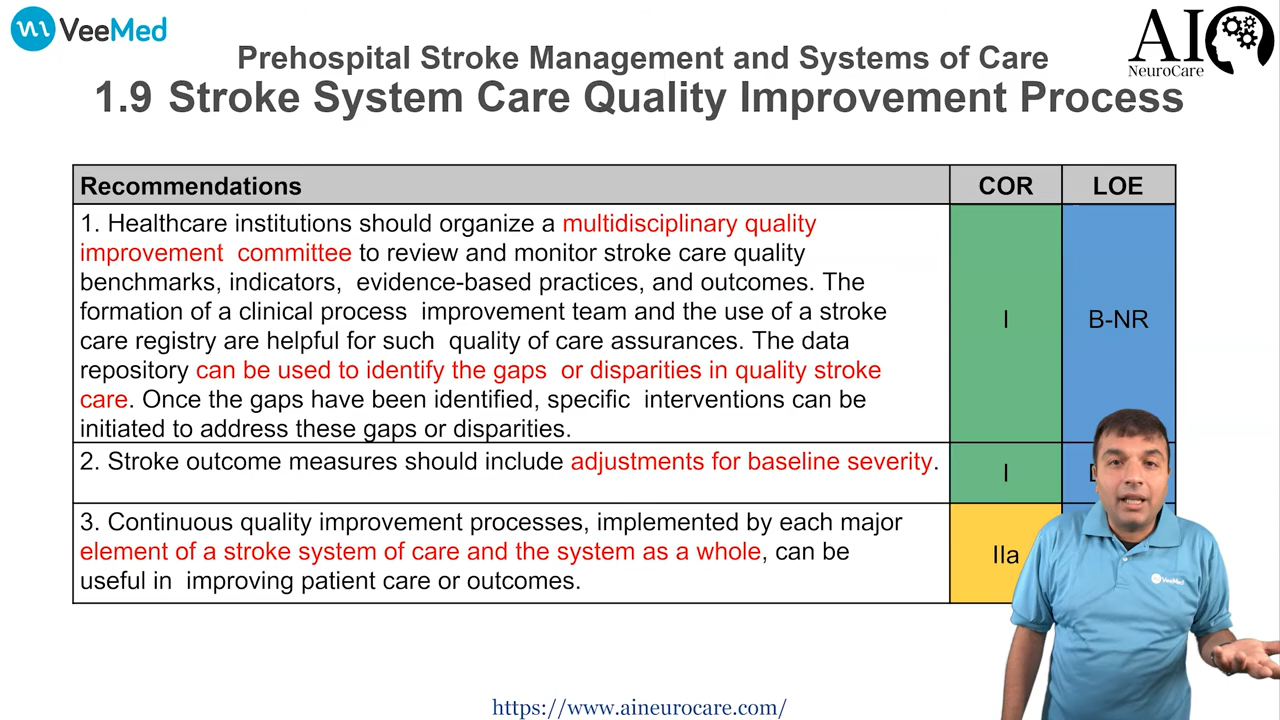 VeeMed
AI
NeuroCare
Prehospital Stroke Management and Systems of Care
1.9 Stroke System Care Quality Improvement Process
Recommendations COR LOE
1. Healthcare institutions should organize a multidisciplinary quality
improvement committee to review and monitor stroke care quality
benchmarks, indicators, evidence-based practices, and outcomes. The
formation of a clinical process improvement team and the use of a stroke
care registry are helpful for such quality of care assurances. The data
repository can be used to identify the gaps or disparities in quality stroke
care. Once the gaps have been identified, specific interventions can be
initiated to address these gaps or disparities.
I B-NR
2. Stroke outcome measures should include adjustments for baseline severity.
I
3. Continuous quality improvement processes, implemented by each major
element of a stroke system of care and the system as a whole, can be
useful in improving patient care or outcomes.
IIa
VeeMed
https://www.aineurocare.com/